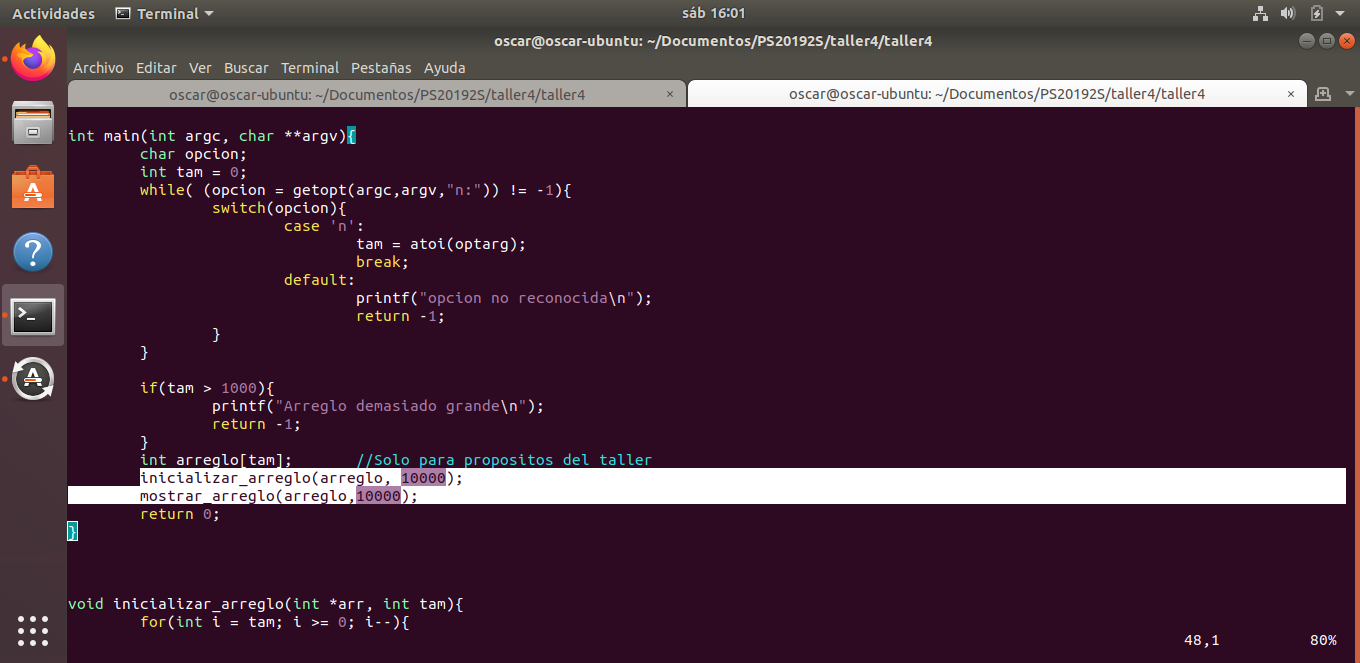 Actividades Terminal sáb 16:01
oscar@oscar-ubuntu: ~/Documentos/PS20192S/taller4/taller4
Archivo Editar Ver Buscar Terminal Pestañas Ayuda
oscar@oscar-ubuntu: ~/Documentos/PS20192S/taller4/taller4 × oscar@oscar-ubuntu: ~/Documentos/PS20192S/taller4/taller4 ×
int main(int argc, char **argv){
char opcion;
int tam = 0;
while( (opcion = getopt(argc,argv,"n:")) != -1){
switch(opcion){
case 'n':
tam = atoi(optarg);
break;
default:
printf("opcion no reconocida\n");
return -1;
}
}
if(tam > 1000){
printf("Arreglo demasiado grande\n");
return -1;
}
int arreglo[tam]; //Solo para propositos del taller
inicializar_arreglo(arreglo, 10000);
mostrar_arreglo(arreglo,10000);
return 0;
}
void inicializar_arreglo(int *arr, int tam){
for(int i = tam; i >= 0; i--){
48,1 80%